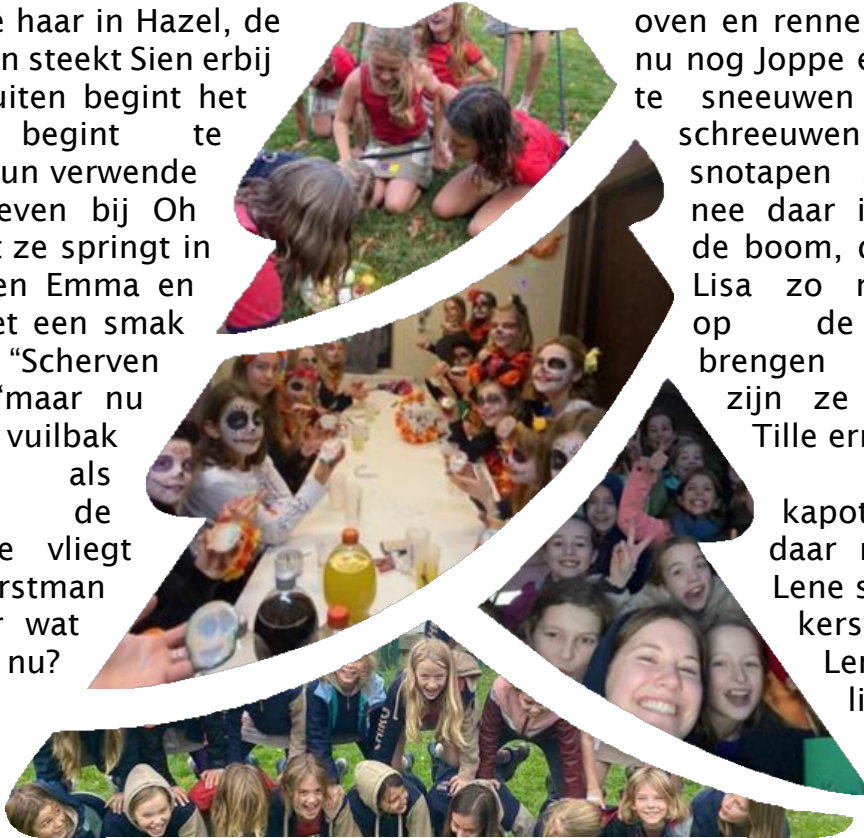 haar in Hazel, de
steekt Sien erbij
uiten begint het
begint te
un verwende
even bij Oh
ze springt in
en Emma en
et een smak
“Scherven
“maar nu
vuilbak
als
de
vliegt
rstman
wat
nu?
oven en renne
nu nog Joppe
te sneeuwen
schreeuwen
snotapen
nee daar
de boom,
Lisa zo
op de
brengen
zijn ze
Tille
kapot
daar
Lene
kers